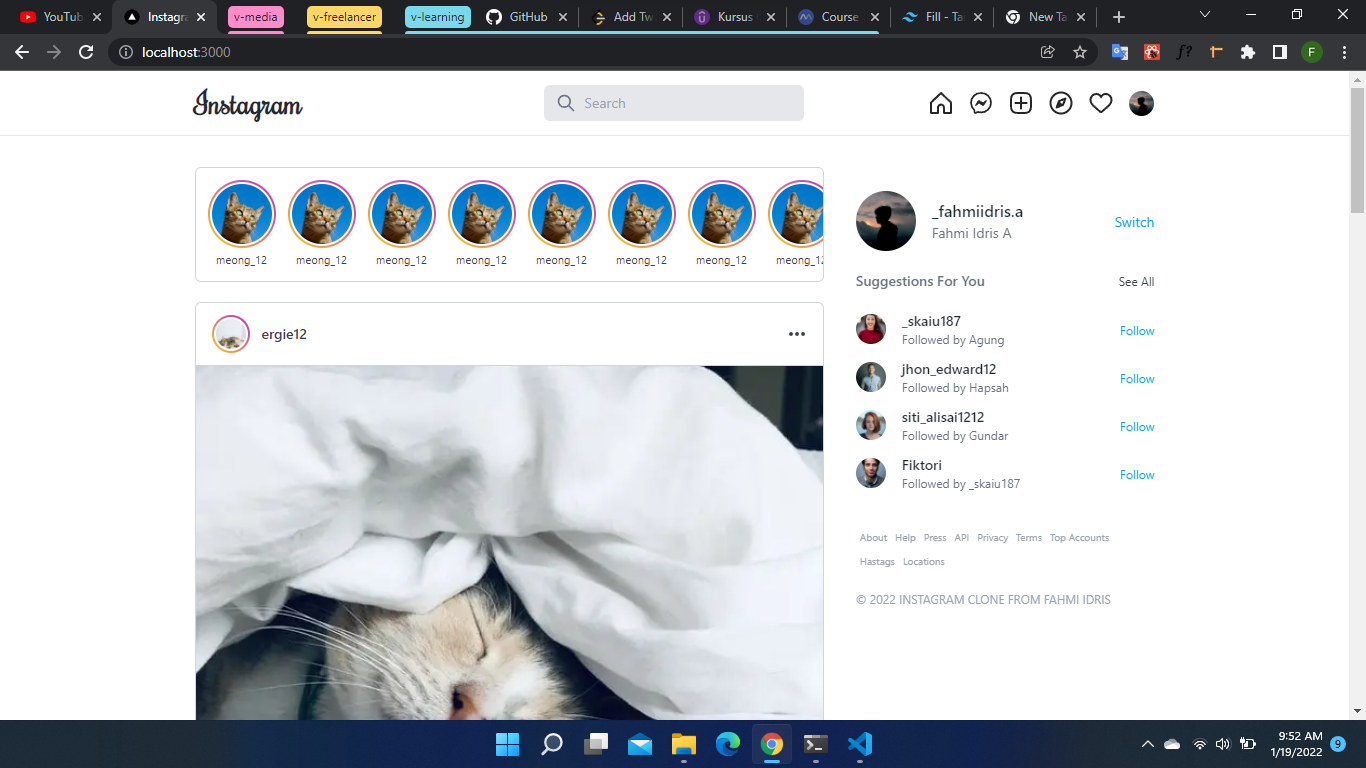 YouTub
Instagra
v-media
v-freelancer
v-learning
GitHub
Add Tw
Kursus
Course
Fill - Ta
New Ta
localhost:3000
F
Instagram
Search
meong_12 meong_12 meong_12 meong_12 meong_12 meong_12 meong_12 meong_12
ergie12
_fahmiidris.a
Fahmi Idris A
Switch
Suggestions For You
See All
_skaiu187
Followed by Agung
Follow
jhon_edward12
Followed by Hapsah
Follow
siti_alisai1212
Followed by Gundar
Follow
Fiktori
Followed by _skaiu187
Follow
About Help Press API Privacy Terms Top Accounts
Hastags Locations
© 2022 INSTAGRAM CLONE FROM FAHMI IDRIS
9:52 AM
1/19/2022
9